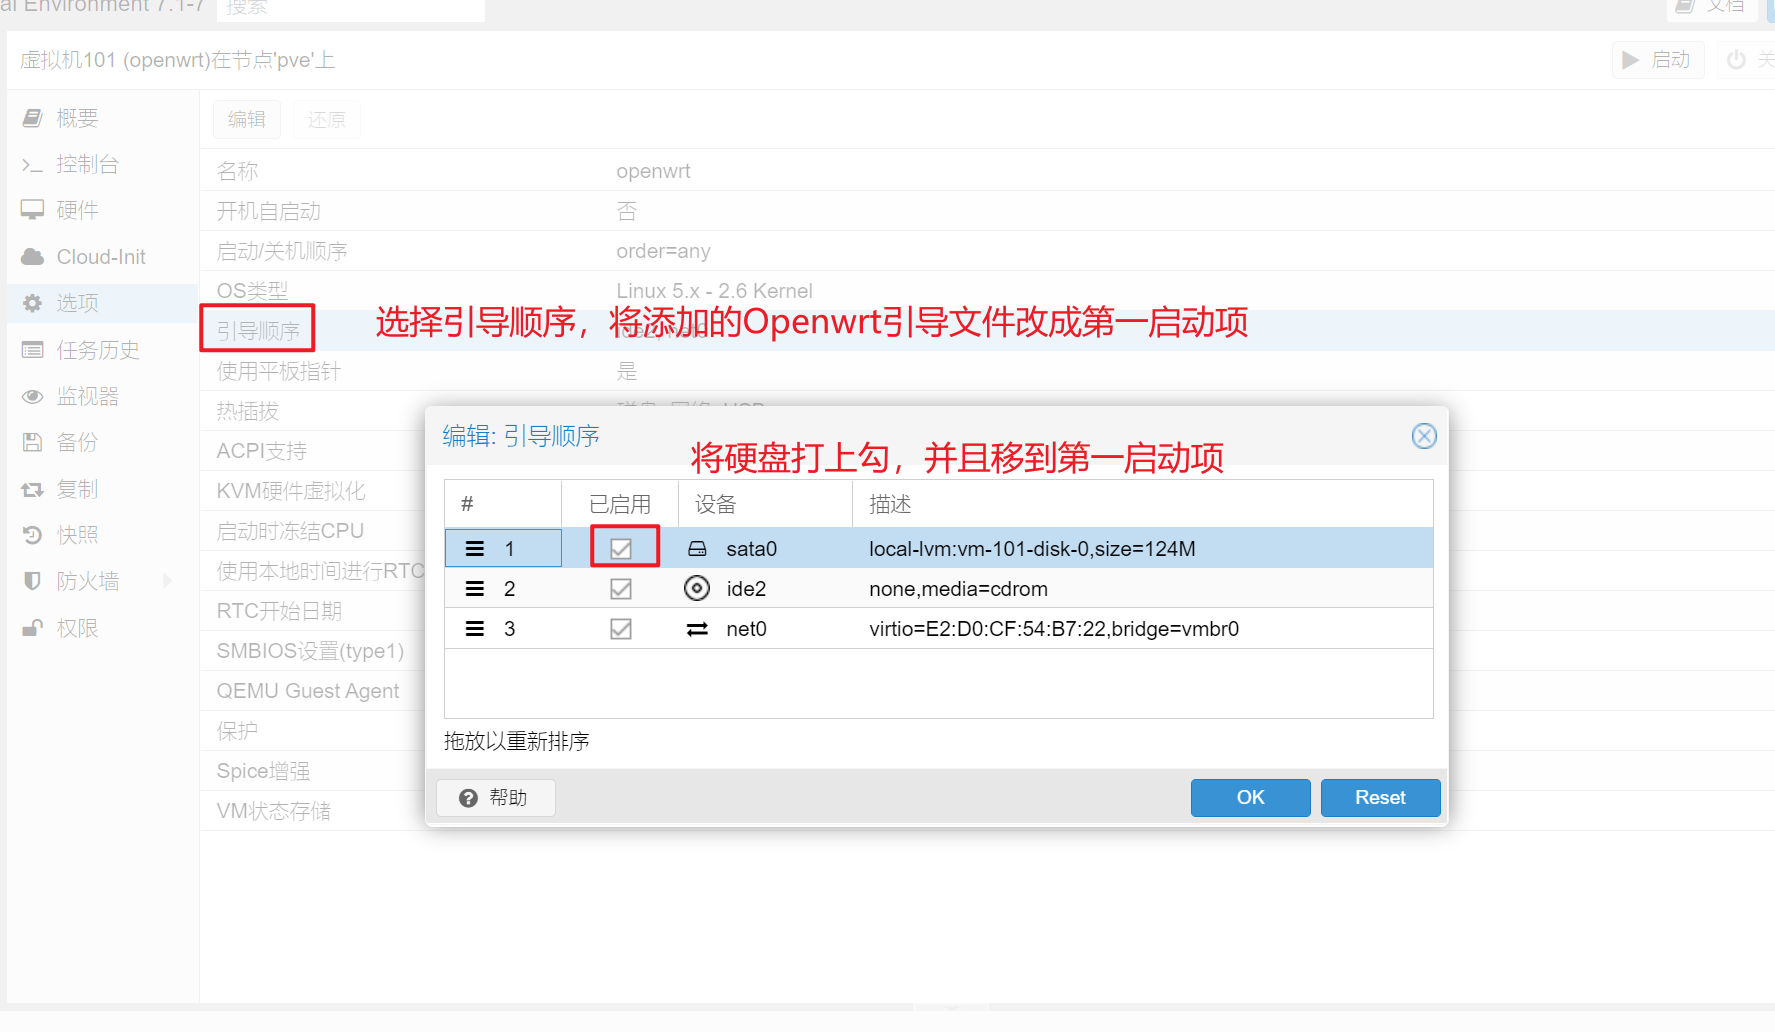 al Environment 7.1-7
搜索
文档
虚拟机101 (openwrt)在节点'pve'上
启动
关
概要
控制台
硬件
Cloud-Init
选项
任务历史
监视器
备份
复制
快照
防火墙
权限
编辑
还原
名称 openwrt
开机自启动 否
启动/关机顺序 order=any
OS类型 Linux 5.x - 2.6 Kernel
引导顺序
选择引导顺序，将添加的Openwrt引导文件改成第一启动项
使用平板指针 是
热插拔
ACPI支持
KVM硬件虚拟化
启动时冻结CPU
使用本地时间进行RTC
RTC开始日期
SMBIOS设置(type1)
QEMU Guest Agent
保护
Spice增强
VM状态存储
编辑: 引导顺序
将硬盘打上勾，并且移到第一启动项
# 已启用 设备 描述
1 sata0 local-lvm:vm-101-disk-0,size=124M
2 ide2 none,media=cdrom
3 net0 virtio=E2:D0:CF:54:B7:22,bridge=vmbr0
拖放以重新排序
帮助
OK
Reset